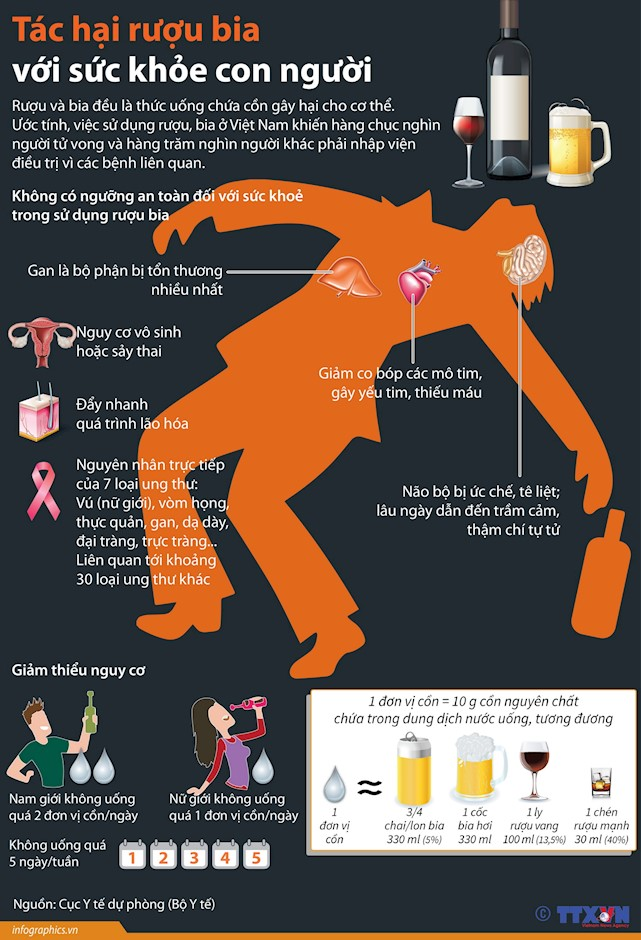 Tác hại rượu bia
với sức khỏe con người
Rượu và bia đều là thức uống chứa cồn gây hại cho cơ thể.
Ước tính, việc sử dụng rượu, bia ở Việt Nam khiến hàng chục nghìn
người tử vong và hàng trăm nghìn người khác phải nhập viện
điều trị vì các bệnh liên quan.
Không có ngưỡng an toàn đối với sức khoẻ
trong sử dụng rượu bia
Gan là bộ phận bị tổn thương
nhiều nhất
Nguy cơ vô sinh
hoặc sảy thai
Giảm co bóp các mô tim,
gây yếu tim, thiếu máu
Đẩy nhanh
quá trình lão hóa
Nguyên nhân trực tiếp
của 7 loại ung thư:
Vú (nữ giới), vòm họng,
thực quản, gan, dạ dày,
đại tràng, trực tràng...
Liên quan tới khoảng
30 loại ung thư khác
Não bộ bị ức chế, tê liệt;
lâu ngày dẫn đến trầm cảm,
thậm chí tự tử
Giảm thiểu nguy cơ
Nam giới không uống
quá 2 đơn vị cồn/ngày
Nữ giới không uống
quá 1 đơn vị cồn/ngày
Không uống quá
5 ngày/tuần
1 2 3 4 5
1 đơn vị cồn = 10 g cồn nguyên chất
chứa trong dung dịch nước uống, tương đương
≈
1
đơn vị
cồn
3/4
chai/lon bia
330 ml (5%)
1 cốc
bia hơi
330 ml
1 ly
rượu vang
100 ml (13,5%)
1 chén
rượu mạnh
30 ml (40%)
Nguồn: Cục Y tế dự phòng (Bộ Y tế)
© TTXVN
Vietnam News Agency
infographics.vn